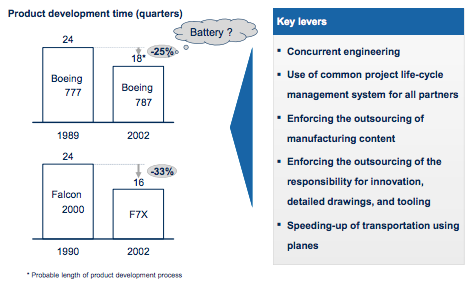 Product development time (quarters)
Battery ?
24
-25%
18*
Boeing
777
Boeing
787
1989
2002
24
-33%
16
Falcon
2000
F7X
1990
2002
* Probable length of product development process
Key levers
▪ Concurrent engineering
▪ Use of common project life-cycle
management system for all partners
▪ Enforcing the outsourcing of
manufacturing content
▪ Enforcing the outsourcing of the
responsibility for innovation,
detailed drawings, and tooling
▪ Speeding-up of transportation using
planes